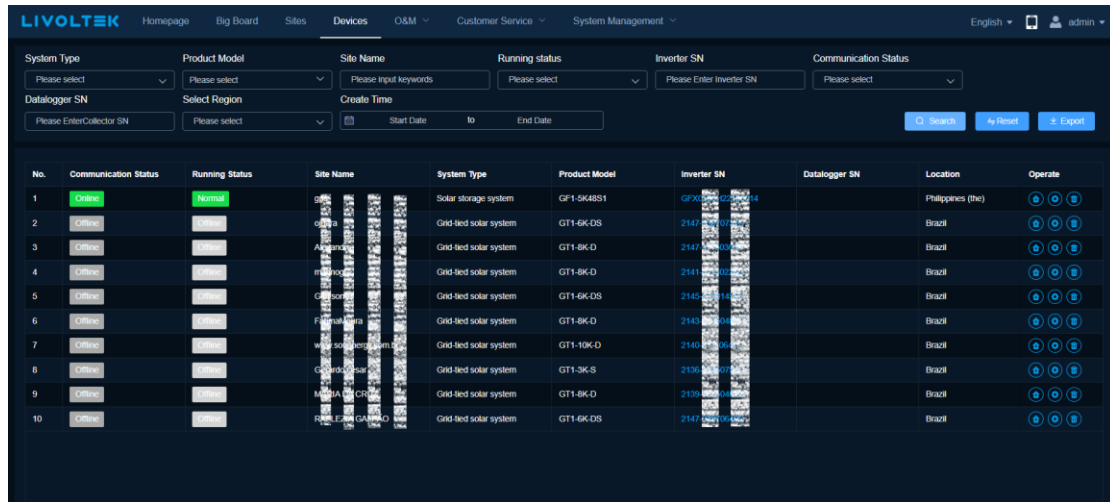 LIVOLTEK Homepage Big Board Sites Devices O&M Customer Service System Management English admin
System Type Product Model Site Name Running status Inverter SN Communication Status
Please select Please select Please input keywords Please select Please Enter Inverter SN Please select
Datalogger SN Select Region Create Time
Please EnterCollector SN Please select Start Date to End Date Search Reset Export
No. Communication Status Running Status Site Name System Type Product Model Inverter SN Datalogger SN Location Operate
1 Online Normal Solar storage system GF1-5K48S1 Philippines (the)
2 Offline Offline Grid-tied solar system GT1-6K-DS Brazil
3 Offline Offline Grid-tied solar system GT1-8K-D Brazil
4 Offline Offline Grid-tied solar system GT1-8K-D Brazil
5 Offline Offline Grid-tied solar system GT1-6K-DS Brazil
6 Offline Offline Grid-tied solar system GT1-8K-D Brazil
7 Offline Offline Grid-tied solar system GT1-10K-D Brazil
8 Offline Offline Grid-tied solar system GT1-3K-S Brazil
9 Offline Offline Grid-tied solar system GT1-8K-D Brazil
10 Offline Offline Grid-tied solar system GT1-6K-DS Brazil